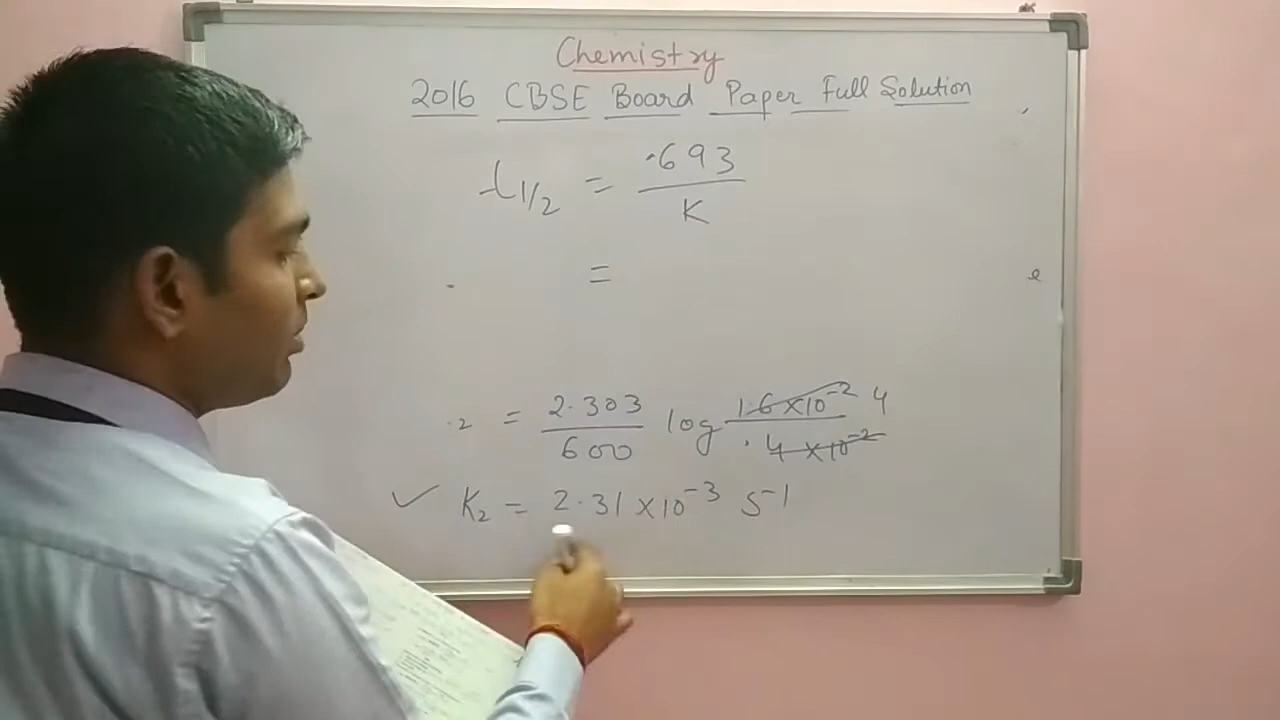 Chemistry
2016 CBSE Board Paper Full Solution
t1/2 = .693 / K
=
2 = 2.303 / 600 log 1.6 × 10⁻² / .4 × 10⁻² 4
✓ K₂ = 2.31 × 10⁻³ s⁻¹